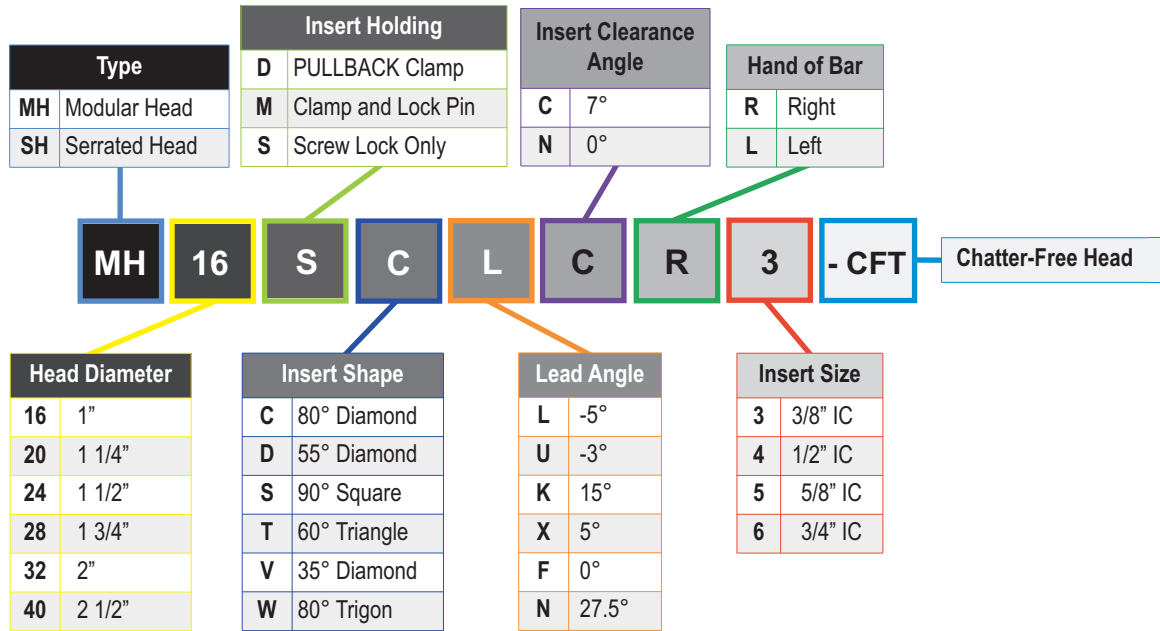 Type
MH Modular Head
SH Serrated Head
Insert Holding
D PULLBACK Clamp
M Clamp and Lock Pin
S Screw Lock Only
Insert Clearance
Angle
C 7°
N 0°
Hand of Bar
R Right
L Left
MH 16 S C L C R 3 - CFT Chatter-Free Head
Head Diameter
16 1”
20 1 1/4”
24 1 1/2”
28 1 3/4”
32 2”
40 2 1/2”
Insert Shape
C 80° Diamond
D 55° Diamond
S 90° Square
T 60° Triangle
V 35° Diamond
W 80° Trigon
Lead Angle
L -5°
U -3°
K 15°
X 5°
F 0°
N 27.5°
Insert Size
3 3/8” IC
4 1/2” IC
5 5/8” IC
6 3/4” IC